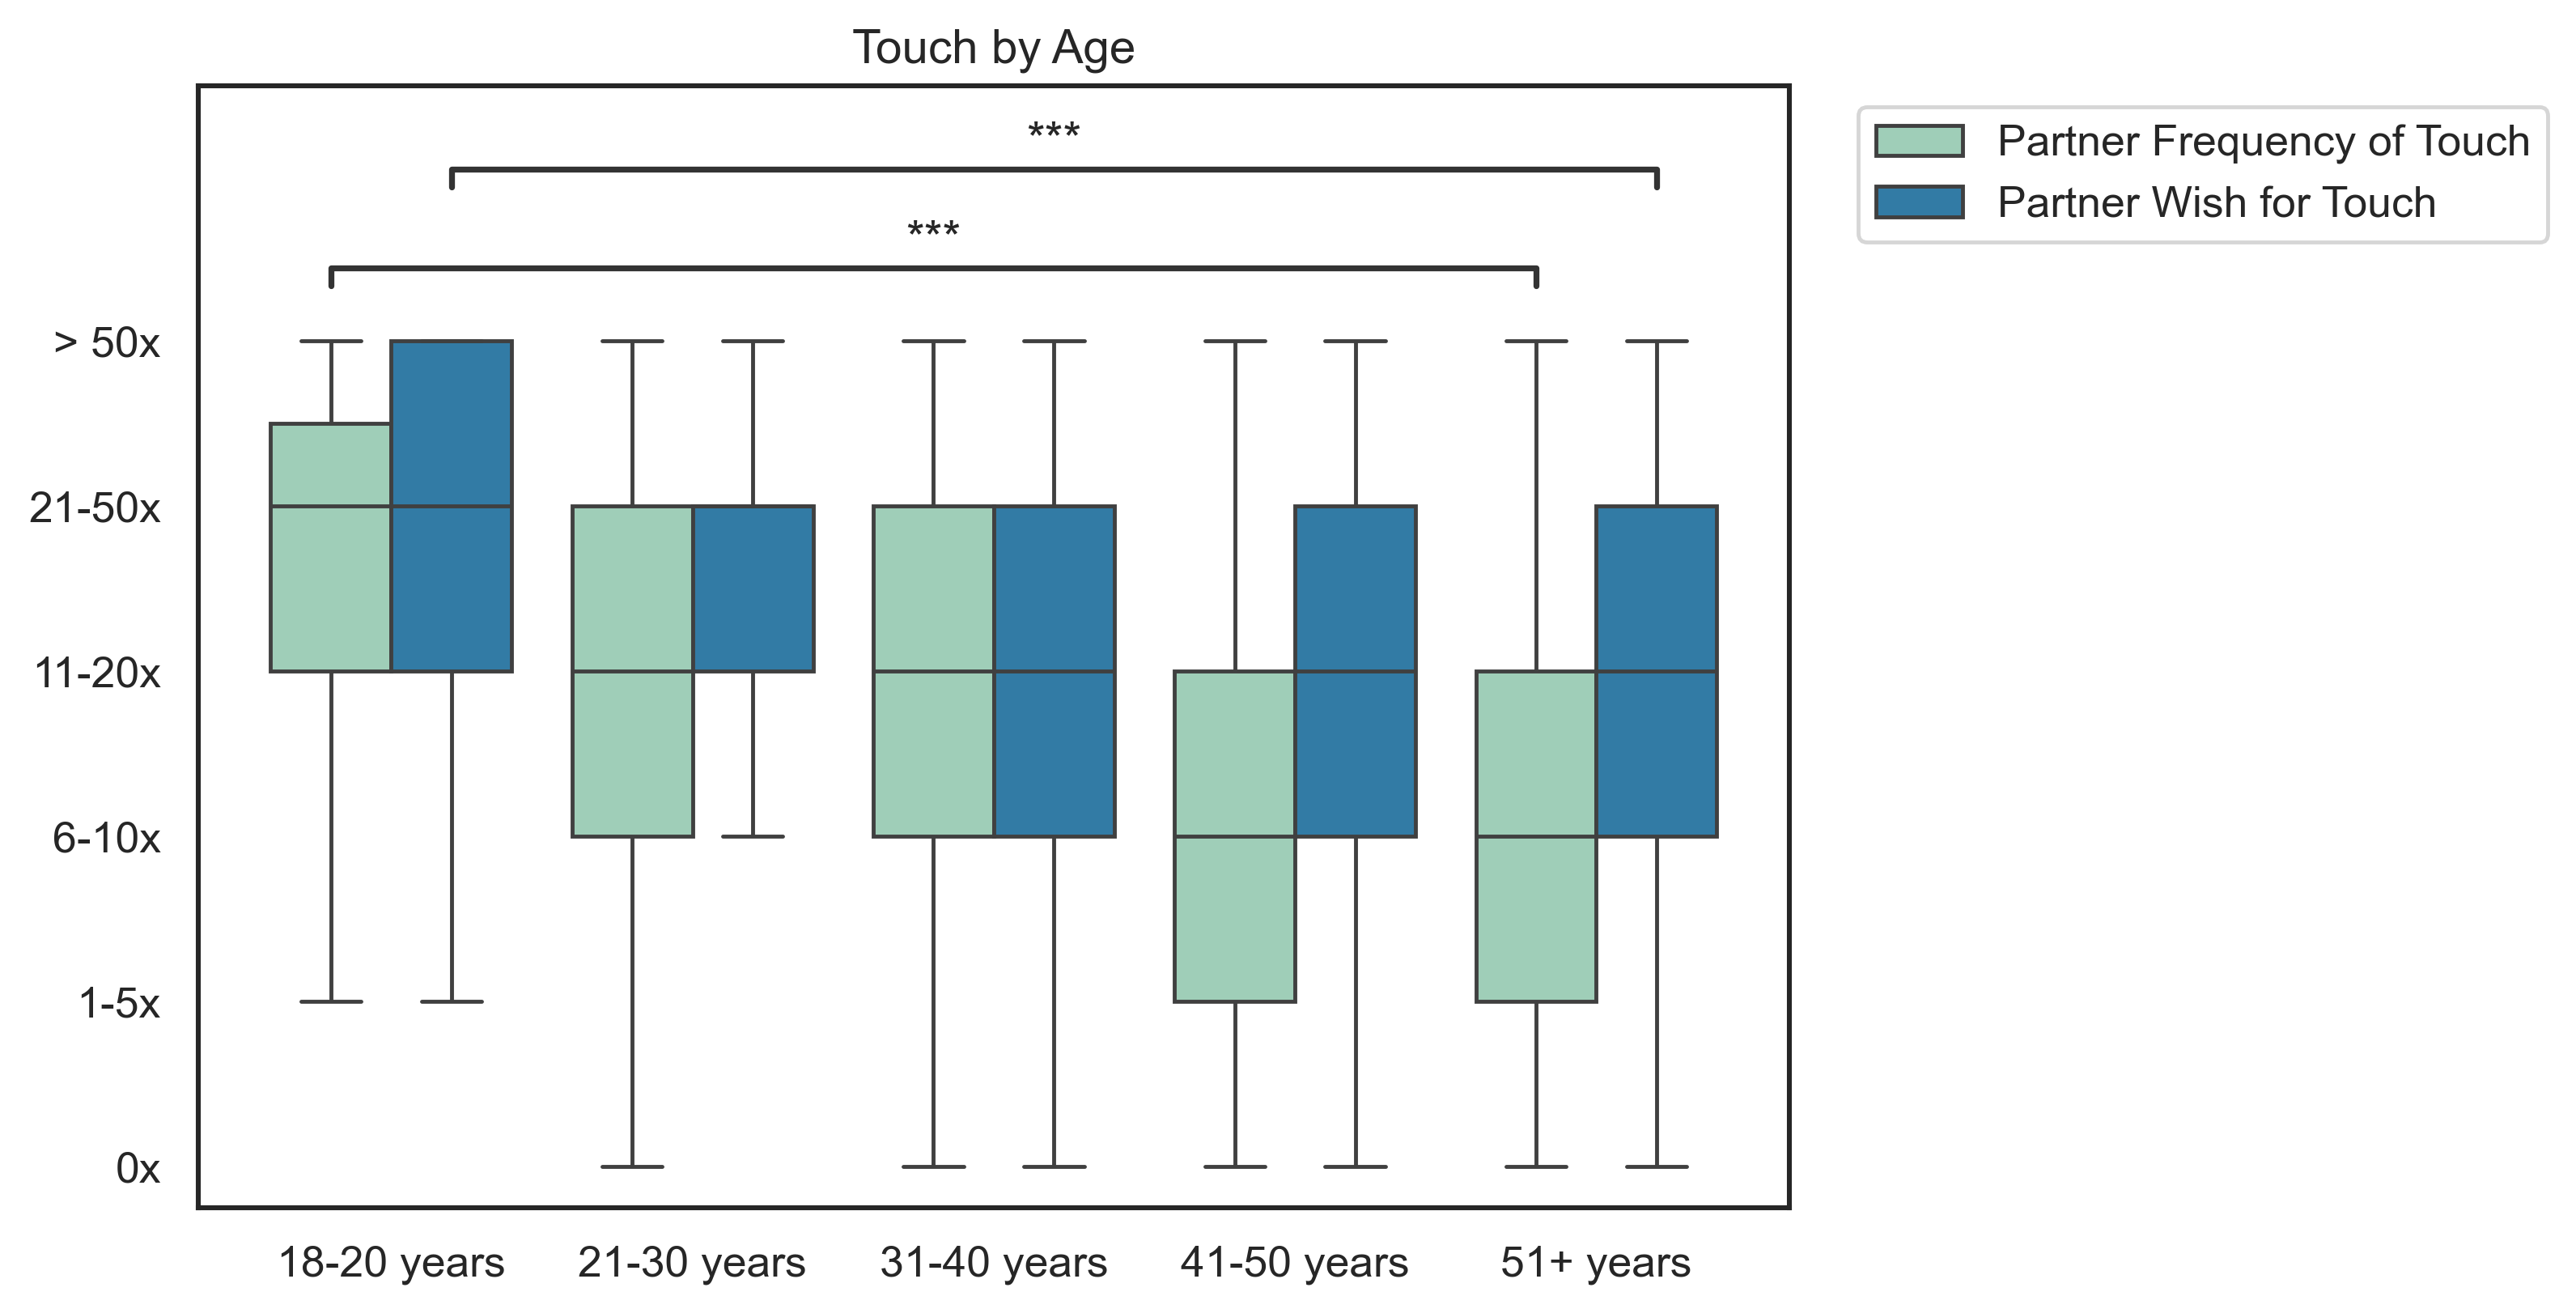 Touch by Age
***
***
Partner Frequency of Touch
Partner Wish for Touch
> 50x
21-50x
11-20x
6-10x
1-5x
0x
18-20 years
21-30 years
31-40 years
41-50 years
51+ years